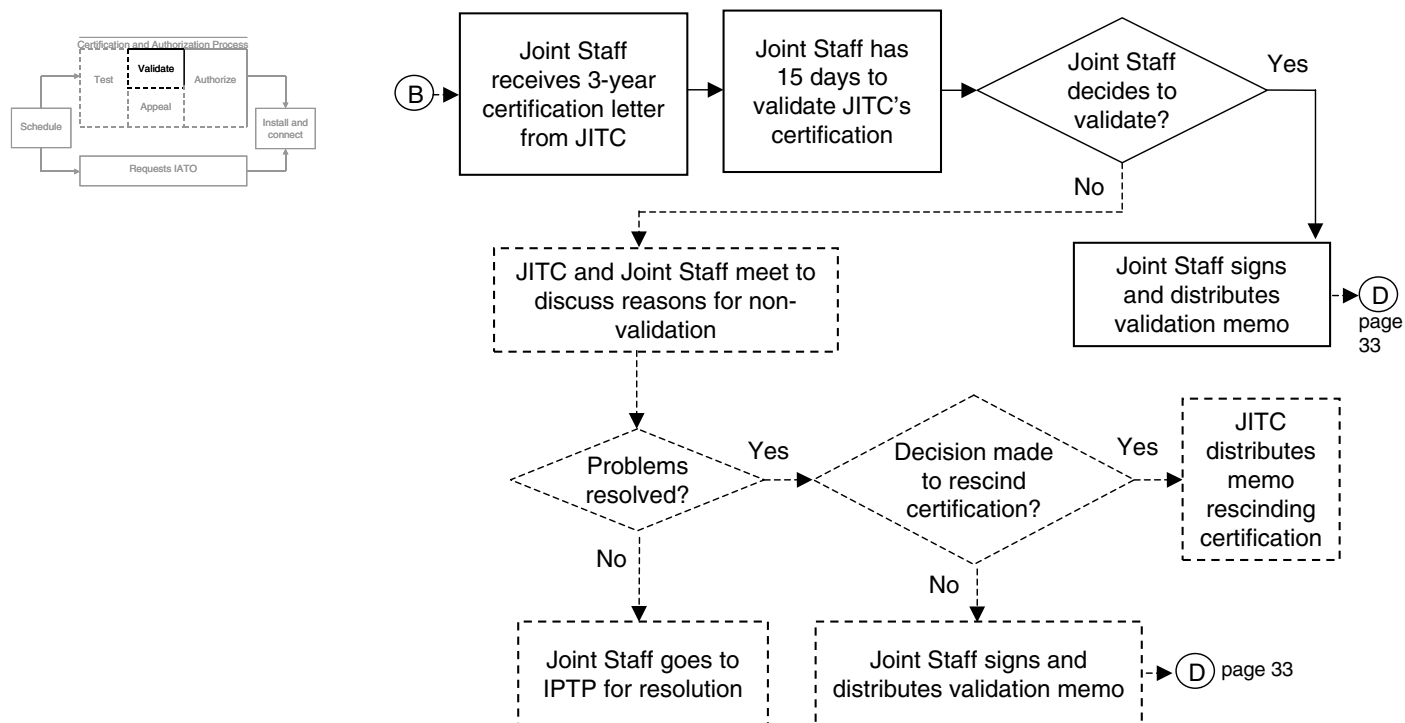 Certification and Authorization Process
Test
Validate
Authorize
Appeal
Schedule
Install and
connect
Requests IATO
B
Joint Staff
receives 3-year
certification letter
from JITC
Joint Staff has
15 days to
validate JITC's
certification
Joint Staff
decides to
validate?
Yes
No
Joint Staff signs
and distributes
validation memo
D
page
33
JITC and Joint Staff meet to
discuss reasons for non-
validation
Problems
resolved?
Yes
Decision made
to rescind
certification?
Yes
JITC
distributes
memo
rescinding
certification
No
No
Joint Staff goes to
IPTP for resolution
Joint Staff signs and
distributes validation memo
D page 33